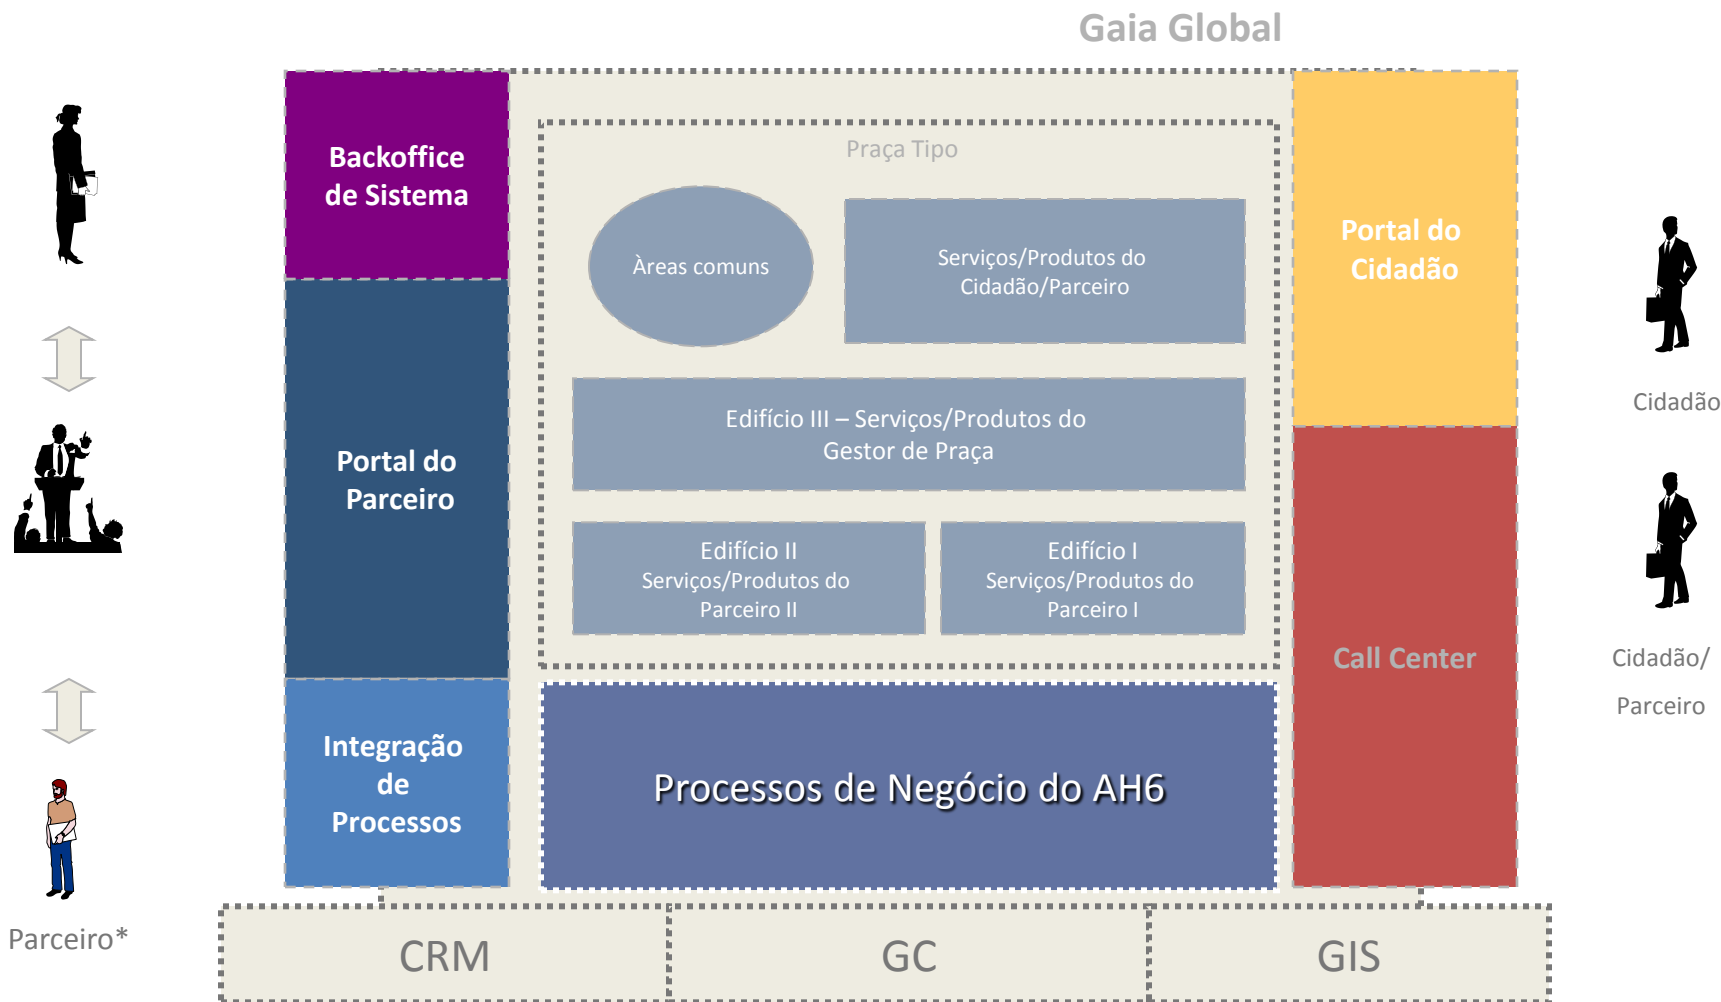 Gaia Global
Backoffice
de Sistema
Portal do
Parceiro
Integração
de
Processos
Praça Tipo
Àreas comuns
Serviços/Produtos do
Cidadão/Parceiro
Edifício III – Serviços/Produtos do
Gestor de Praça
Edifício II
Serviços/Produtos do
Parceiro II
Edifício I
Serviços/Produtos do
Parceiro I
Processos de Negócio do AH6
Portal do
Cidadão
Call Center
Cidadão
Cidadão/
Parceiro
Parceiro*
CRM
GC
GIS